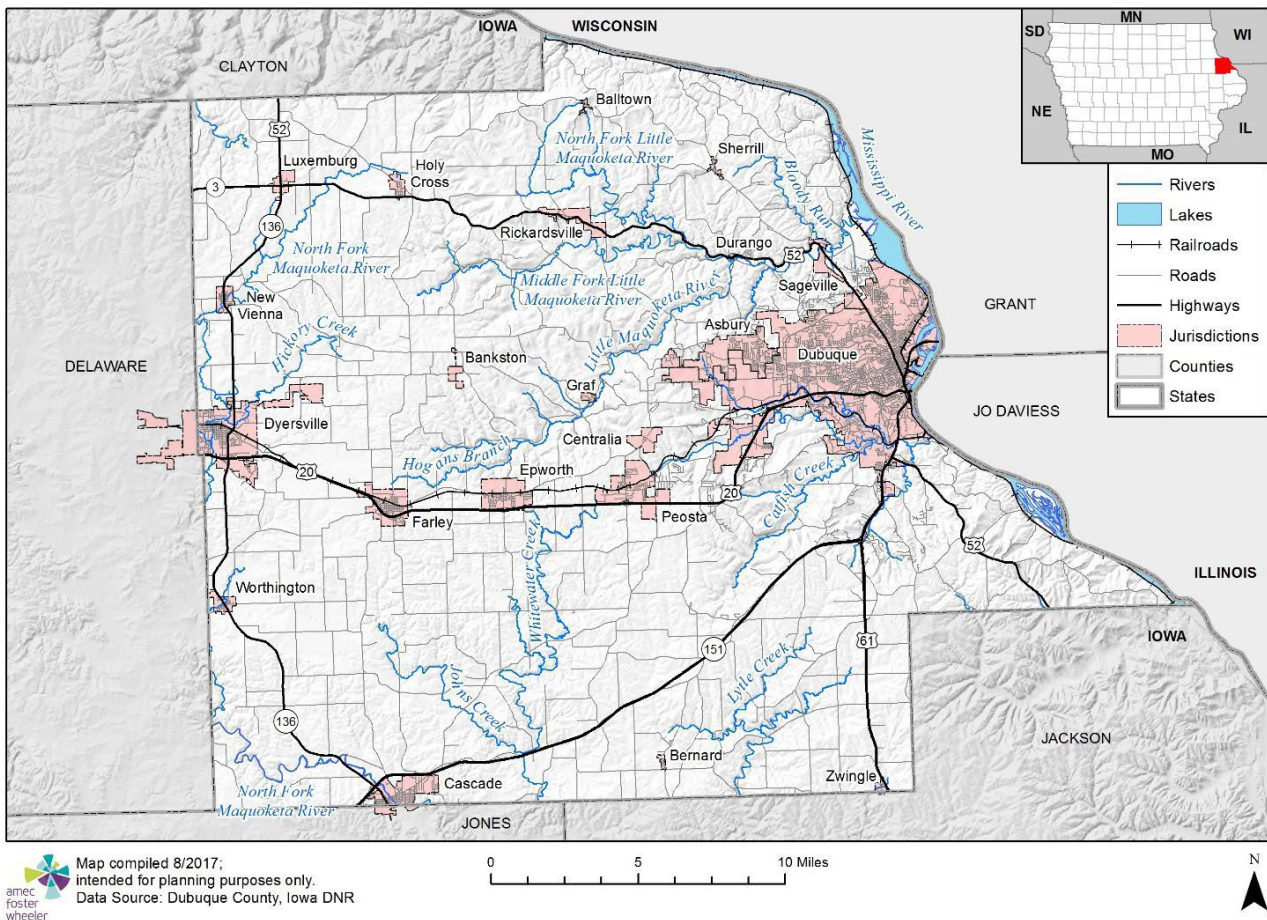 IOWA
WISCONSIN
CLAYTON
MN
SD
WI
NE
IL
MO
52
Balltown
North Fork Little
Maquoketa River
Sherrill
Bloody Run
Mississippi River
Luxemburg
Holy
Cross
3
136
Rickardsville
Durango
52
North Fork
Maquoketa River
Middle Fork Little
Maquoketa River
Little Maquoketa River
Sageville
New
Vienna
Hickory Creek
Asbury
GRANT
Bankston
Dubuque
DELAWARE
Graf
JO DAVIESS
Dyersville
Centralia
Hogans Branch
20
Epworth
Catfish Creek
20
Farley
Peosta
52
Whitewater Creek
Worthington
ILLINOIS
IOWA
61
151
Lytle Creek
Johns Creek
136
JACKSON
Bernard
Zwingle
Cascade
North Fork
Maquoketa River
JONES
Rivers
Lakes
Railroads
Roads
Highways
Jurisdictions
Counties
States
amec
foster
wheeler
Map compiled 8/2017;
intended for planning purposes only.
Data Source: Dubuque County, Iowa DNR
0 5 10 Miles
N